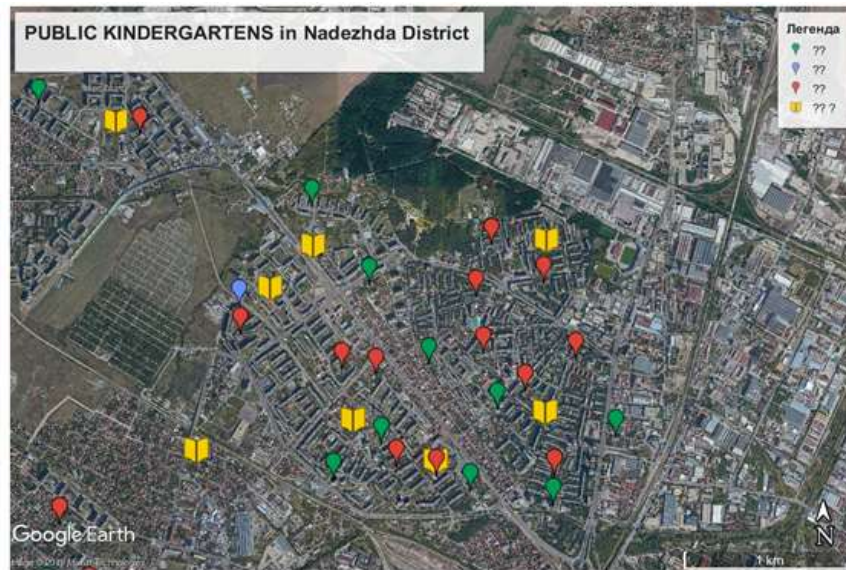 PUBLIC KINDERGARTENS in Nadezhda District
Легенда
??
??
??
?? ?
Google Earth
N
1 km